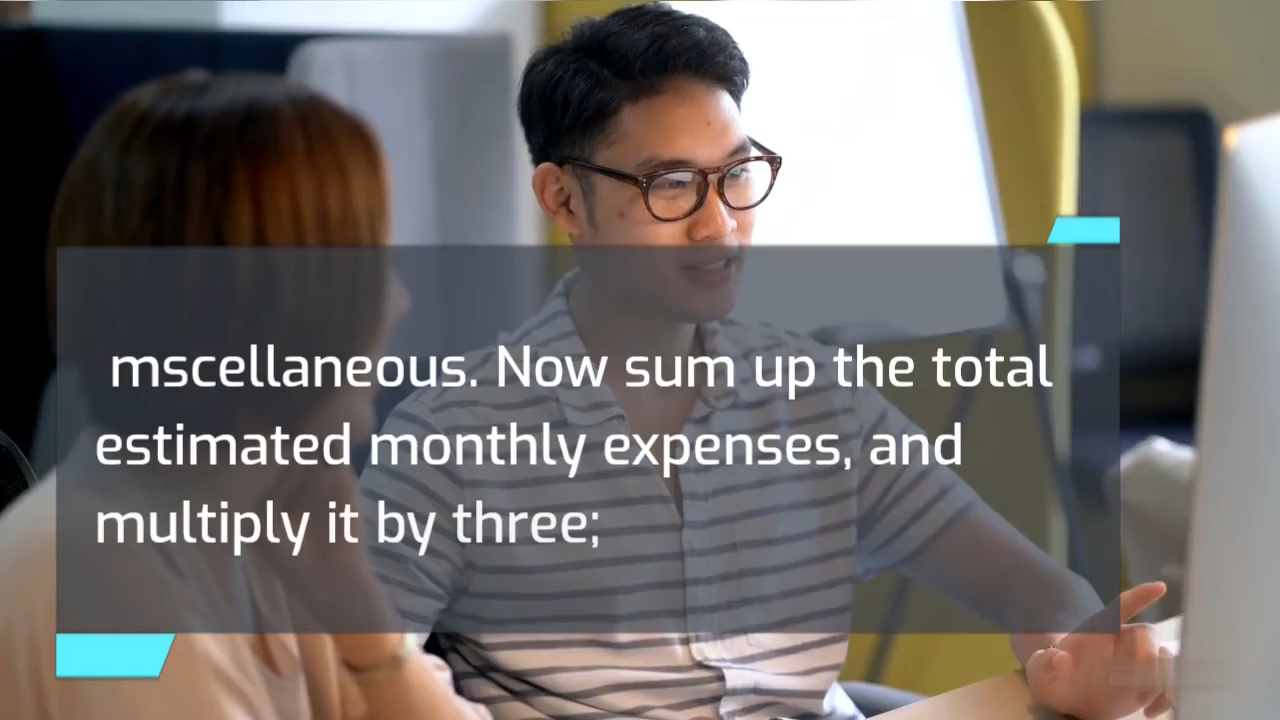 mscellaneous. Now sum up the total
estimated monthly expenses, and
multiply it by three;